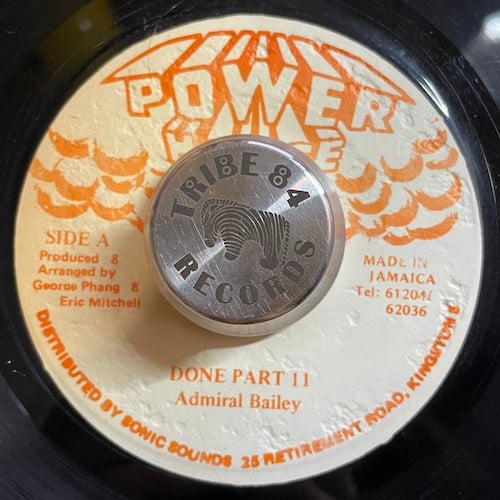 POWER
HOUSE
TRIBE 84
RECORDS
SIDE A
Produced &
Arranged by
George Phang &
Eric Mitchell
MADE IN
JAMAICA
Tel: 61204/
62036
DONE PART 11
Admiral Bailey
DISTRIBUTED BY SONIC SOUNDS 25 RETIREMENT ROAD, KINGSTON 5